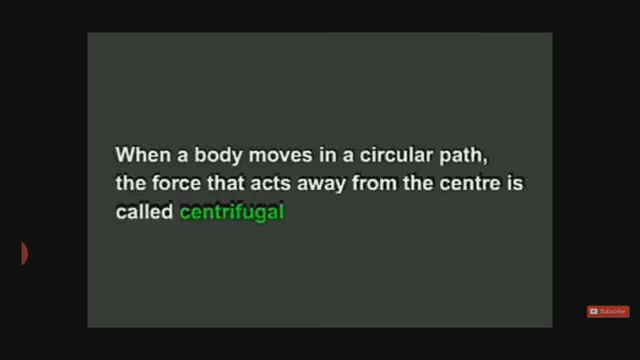 When a body moves in a circular path,
the force that acts away from the centre is
called centrifugal
Subscribe